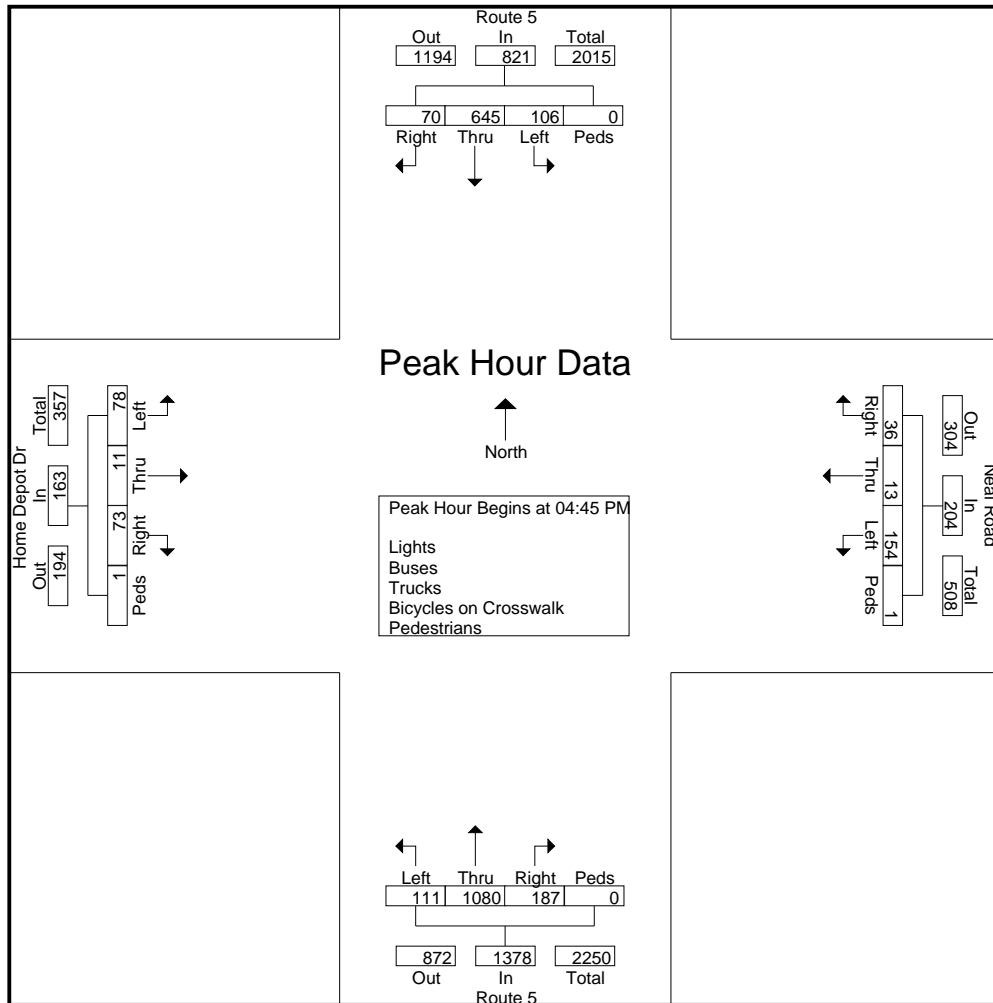 Route 5
Out In Total
1194 821 2015
70 645 106 0
Right Thru Left Peds
Peak Hour Data
North
Peak Hour Begins at 04:45 PM
Lights
Buses
Trucks
Bicycles on Crosswalk
Pedestrians
Home Depot Dr
Out In Total
194 163 357
1 73 11 78
Peds Right Thru Left
Neal Road
Out In Total
304 204 508
36 13 154 1
Right Thru Left Peds
Left Thru Right Peds
111 1080 187 0
872 1378 2250
Out In Total
Route 5